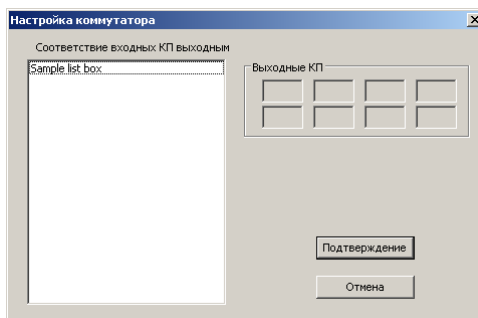 Настройка коммутатора
Соответствие входных КП выходным
Sample list box
Выходные КП
Подтверждение
Отмена